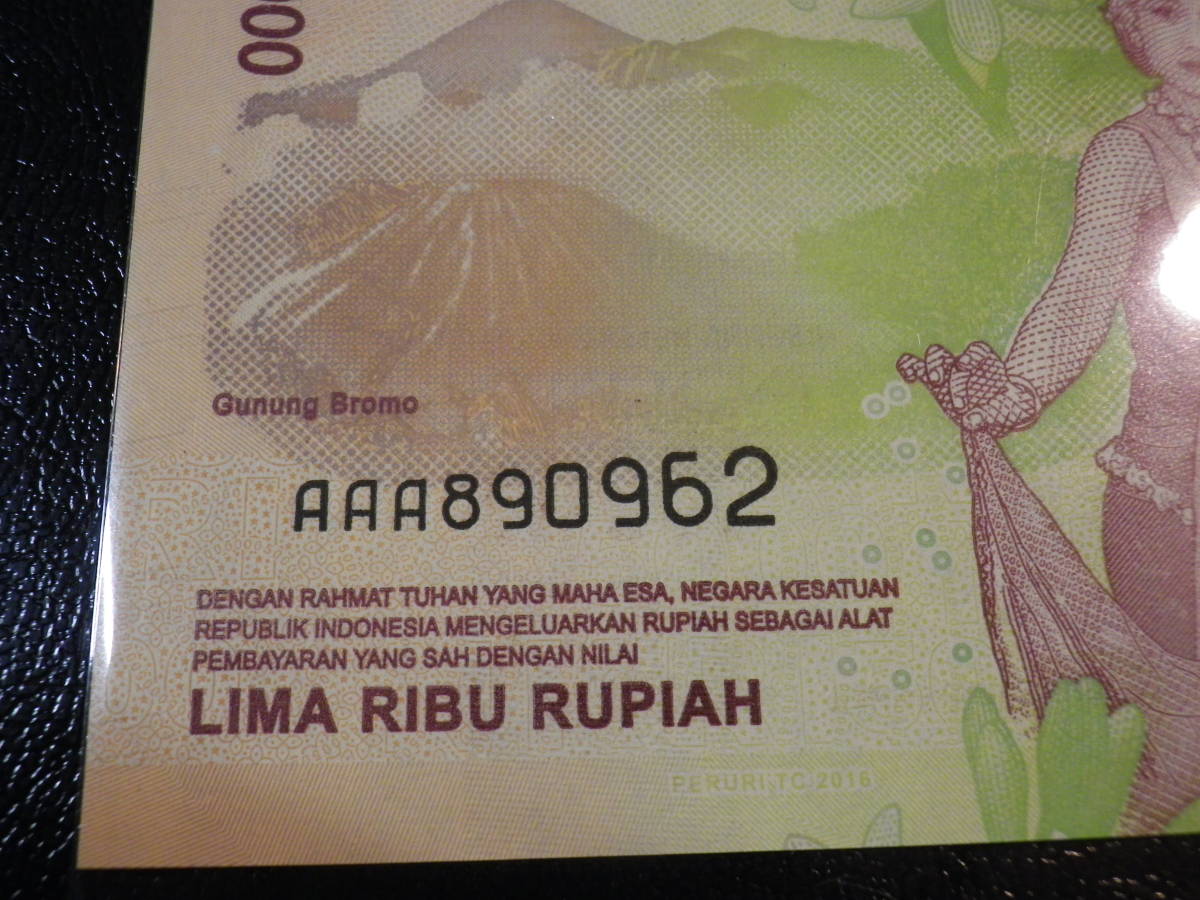 000
Gunung Bromo
AAA890962
DENGAN RAHMAT TUHAN YANG MAHA ESA, NEGARA KESATUAN
REPUBLIK INDONESIA MENGELUARKAN RUPIAH SEBAGAI ALAT
PEMBAYARAN YANG SAH DENGAN NILAI
LIMA RIBU RUPIAH
PERURI TC 2016